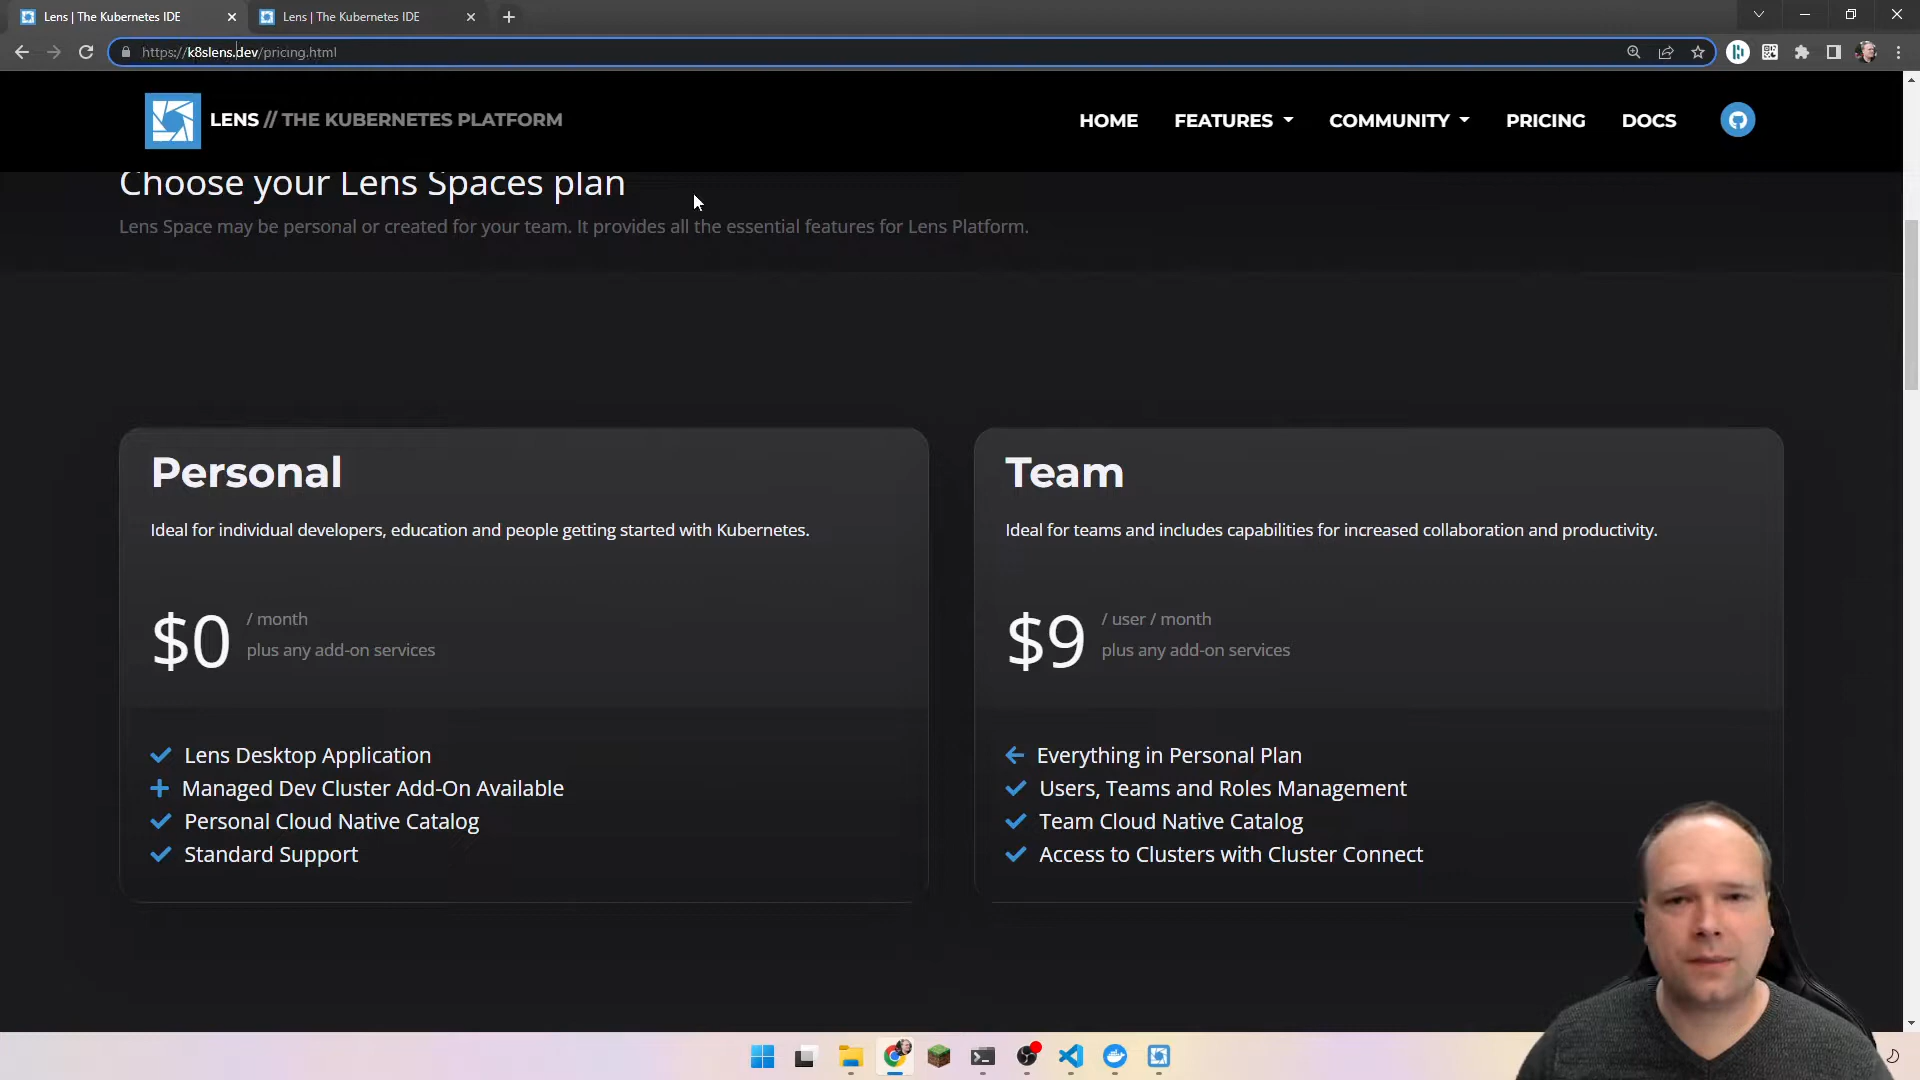 Lens | The Kubernetes IDE
Lens | The Kubernetes IDE
https://k8slens.dev/pricing.html
LENS // THE KUBERNETES PLATFORM
HOME
FEATURES
COMMUNITY
PRICING
DOCS
Choose your Lens Spaces plan
Lens Space may be personal or created for your team. It provides all the essential features for Lens Platform.
Personal
Ideal for individual developers, education and people getting started with Kubernetes.
$0 / month
plus any add-on services
Lens Desktop Application
Managed Dev Cluster Add-On Available
Personal Cloud Native Catalog
Standard Support
Team
Ideal for teams and includes capabilities for increased collaboration and productivity.
$9 / user / month
plus any add-on services
Everything in Personal Plan
Users, Teams and Roles Management
Team Cloud Native Catalog
Access to Clusters with Cluster Connect